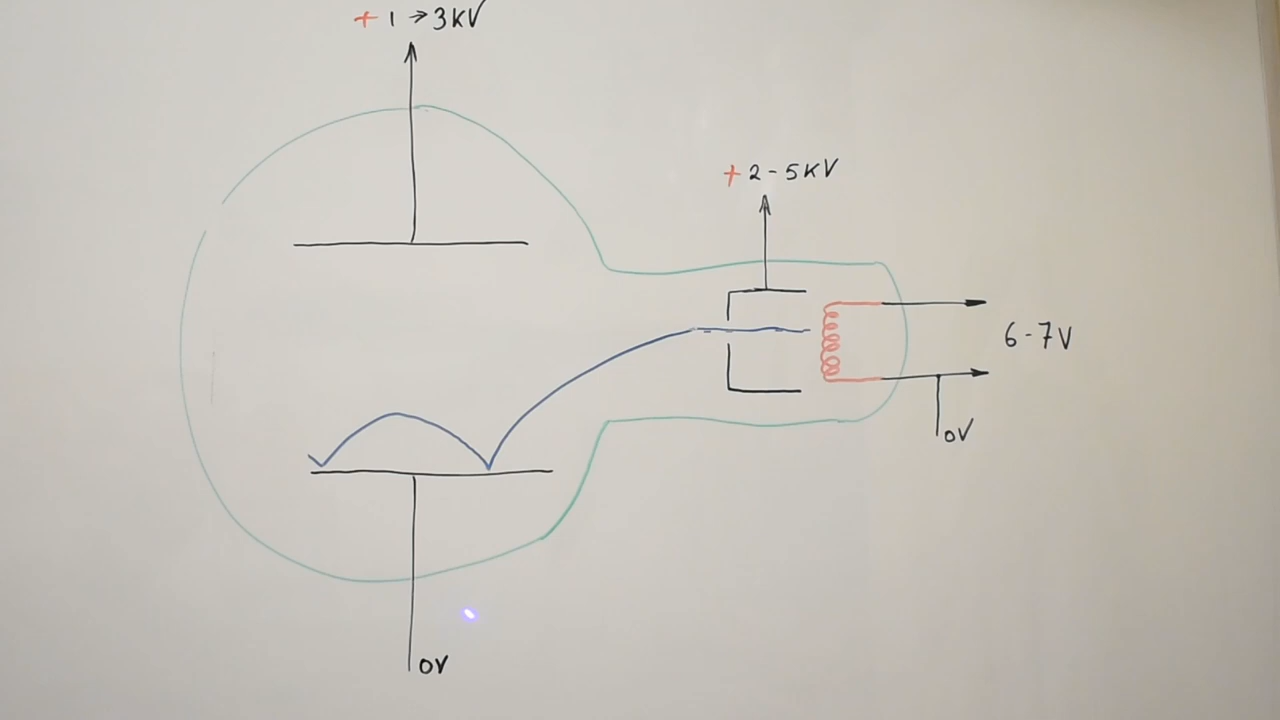 + 1 → 3KV
+ 2 - 5KV
6 - 7V
0V
0V